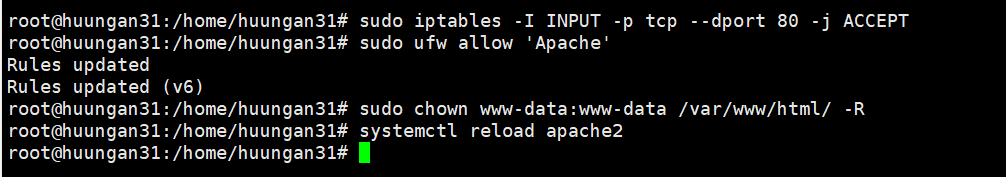 root@huungan31:/home/huungan31# sudo iptables -I INPUT -p tcp --dport 80 -j ACCEPT
root@huungan31:/home/huungan31# sudo ufw allow 'Apache'
Rules updated
Rules updated (v6)
root@huungan31:/home/huungan31# sudo chown www-data:www-data /var/www/html/ -R
root@huungan31:/home/huungan31# systemctl reload apache2
root@huungan31:/home/huungan31#